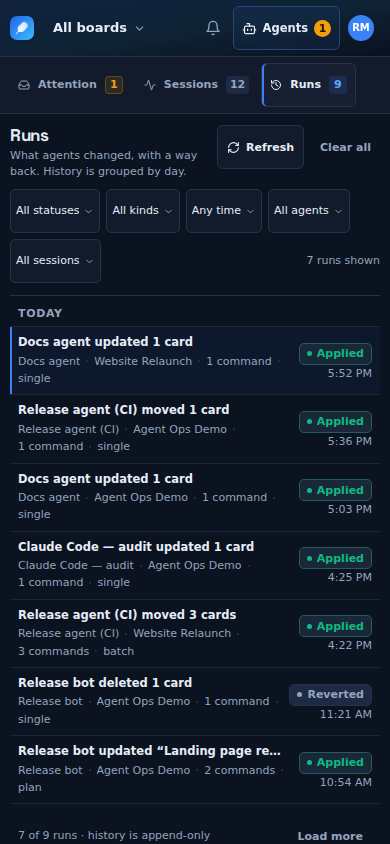 All boards
Agents 1
RM
Attention 1
Sessions 12
Runs 9
Runs
What agents changed, with a way
back. History is grouped by day.
Refresh
Clear all
All statuses
All kinds
Any time
All agents
All sessions
7 runs shown
TODAY
Docs agent updated 1 card
Docs agent · Website Relaunch · 1 command ·
single
Applied
5:52 PM
Release agent (CI) moved 1 card
Release agent (CI) · Agent Ops Demo ·
1 command · single
Applied
5:36 PM
Docs agent updated 1 card
Docs agent · Agent Ops Demo · 1 command ·
single
Applied
5:03 PM
Claude Code — audit updated 1 card
Claude Code — audit · Agent Ops Demo ·
1 command · single
Applied
4:25 PM
Release agent (CI) moved 3 cards
Release agent (CI) · Website Relaunch ·
3 commands · batch
Applied
4:22 PM
Release bot deleted 1 card
Release bot · Agent Ops Demo · 1 command ·
single
Reverted
11:21 AM
Release bot updated “Landing page re…
Release bot · Agent Ops Demo · 2 commands ·
plan
Applied
10:54 AM
7 of 9 runs · history is append-only
Load more